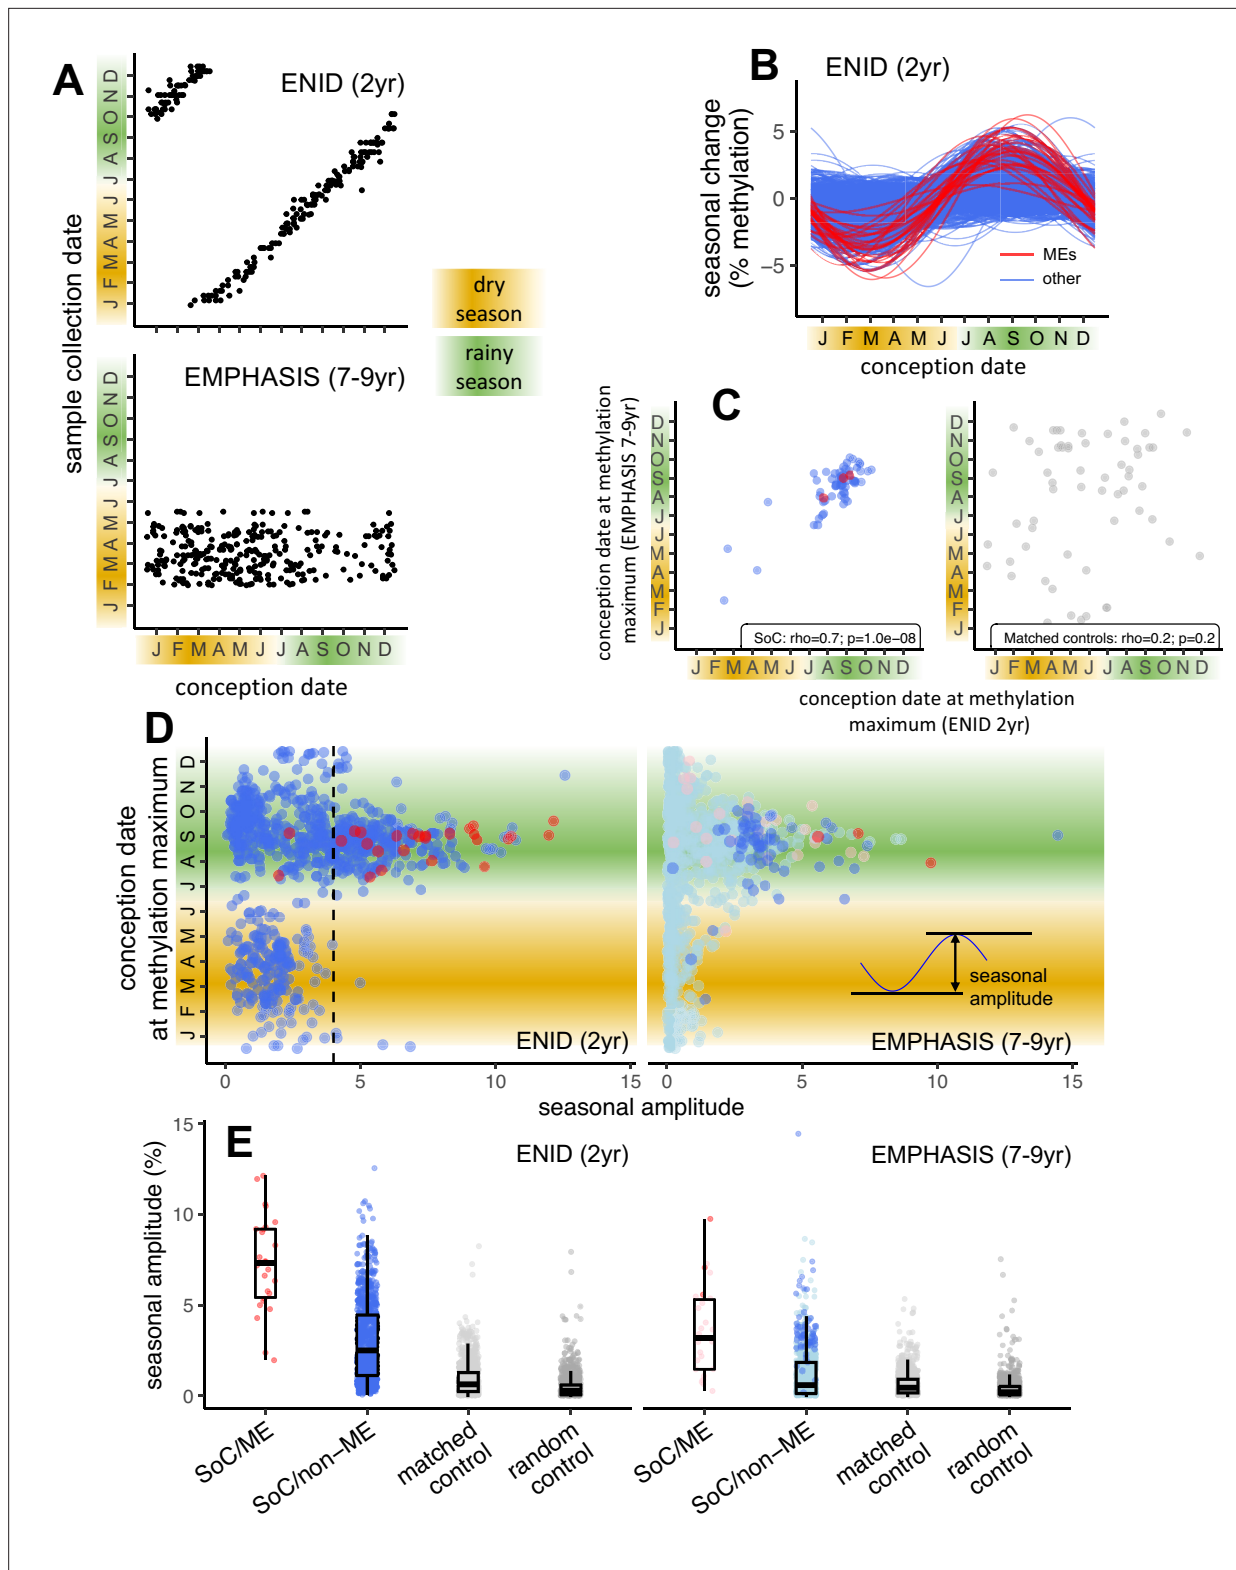 A
ENID (2yr)
J F M A M J J A S O N D
sample collection date
dry
season
rainy
season
EMPHASIS (7-9yr)
J F M A M J J A S O N D
J F M A M J J A S O N D
conception date
B
ENID (2yr)
seasonal change
(% methylation)
5
0
−5
MEs
other
J F M A M J J A S O N D
conception date
C
conception date at methylation
maximum (EMPHASIS 7-9yr)
D
N
O
S
A
J
J
M
A
M
F
J
SoC: rho=0.7; p=1.0e−08
J F M A M J J A S O N D
D
N
O
S
A
J
J
M
A
M
F
J
Matched controls: rho=0.2; p=0.2
J F M A M J J A S O N D
conception date at methylation
maximum (ENID 2yr)
D
conception date
at methylation maximum
J F M A M J J A S O N D
ENID (2yr)
0 5 10 15
seasonal
amplitude
EMPHASIS (7-9yr)
0 5 10 15
seasonal amplitude
E
seasonal amplitude (%)
15
10
5
0
ENID (2yr)
EMPHASIS (7-9yr)
SoC/ME
SoC/non−ME
matched
control
random
control
SoC/ME
SoC/non−ME
matched
control
random
control